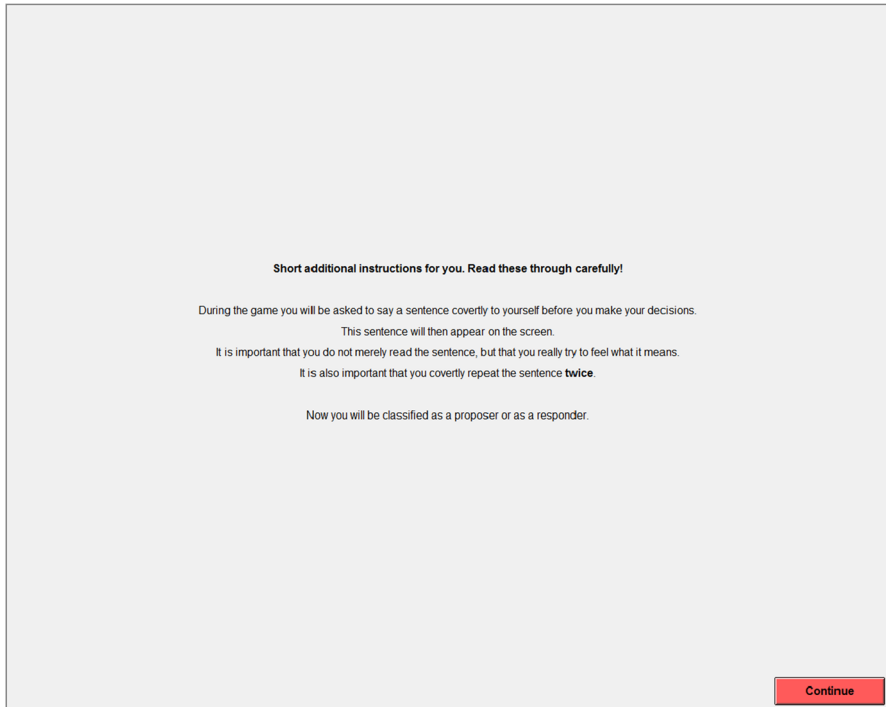 Short additional instructions for you. Read these through carefully!
During the game you will be asked to say a sentence covertly to yourself before you make your decisions.
This sentence will then appear on the screen.
It is important that you do not merely read the sentence, but that you really try to feel what it means.
It is also important that you covertly repeat the sentence twice.
Now you will be classified as a proposer or as a responder.
Continue